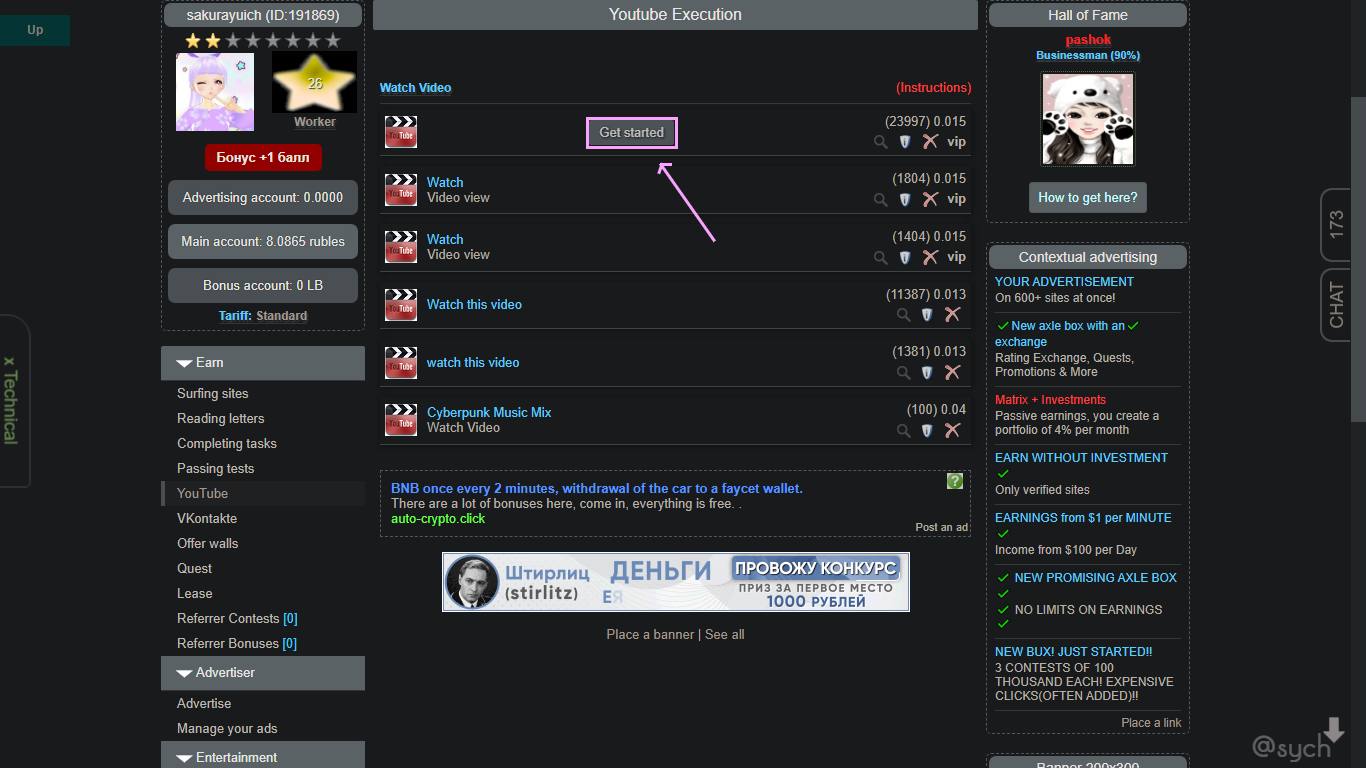 Up
sakurayuich (ID:191869)
26
Worker
Бонус +1 балл
Advertising account: 0.0000
Main account: 8.0865 rubles
Bonus account: 0 LB
Tariff: Standard
Earn
Surfing sites
Reading letters
Completing tasks
Passing tests
YouTube
VKontakte
Offer walls
Quest
Lease
Referrer Contests [0]
Referrer Bonuses [0]
Advertiser
Advertise
Manage your ads
Entertainment
x Technical
Youtube Execution
Watch Video
(Instructions)
YouTube
Get started
(23997) 0.015
vip
YouTube
Watch
Video view
(1804) 0.015
vip
YouTube
Watch
Video view
(1404) 0.015
vip
YouTube
Watch this video
(11387) 0.013
YouTube
watch this video
(1381) 0.013
YouTube
Cyberpunk Music Mix
Watch Video
(100) 0.04
BNB once every 2 minutes, withdrawal of the car to a faycet wallet.
?
There are a lot of bonuses here, come in, everything is free. .
auto-crypto.click
Post an ad
Штирлиц
(stirlitz)
ДЕНЬГИ
ЕЯ
ПРОВОЖУ КОНКУРС
ПРИЗ ЗА ПЕРВОЕ МЕСТО
1000 РУБЛЕЙ
Place a banner | See all
Hall of Fame
pashok
Businessman (90%)
How to get here?
Contextual advertising
YOUR ADVERTISEMENT
On 600+ sites at once!
New axle box with an
exchange
Rating Exchange, Quests,
Promotions & More
Matrix + Investments
Passive earnings, you create a
portfolio of 4% per month
EARN WITHOUT INVESTMENT
Only verified sites
EARNINGS from $1 per MINUTE
Income from $100 per Day
NEW PROMISING AXLE BOX
NO LIMITS ON EARNINGS
NEW BUX! JUST STARTED!!
3 CONTESTS OF 100
THOUSAND EACH! EXPENSIVE
CLICKS(OFTEN ADDED)!!
Place a link
Banner 200x300
173
CHAT
@sych